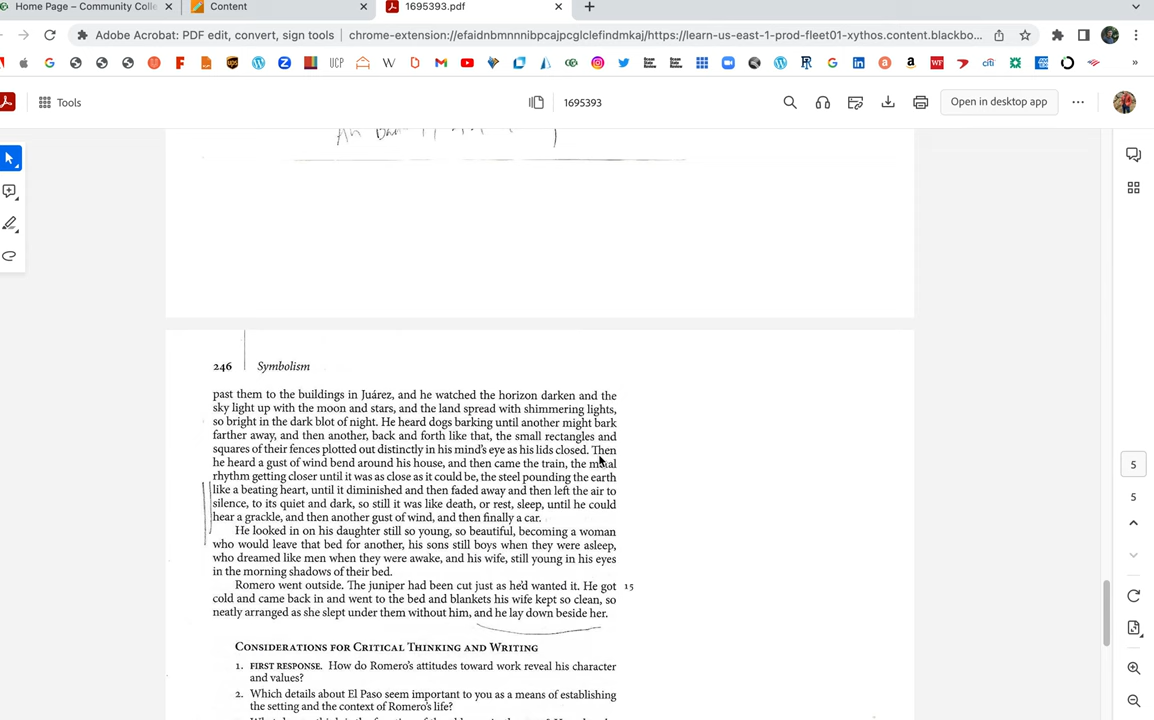 Home Page – Community Colle
Content
1695393.pdf
Adobe Acrobat: PDF edit, convert, sign tools
chrome-extension://efaidnbmnnnibpcajpcglclefindmkaj/https://learn-us-east-1-prod-fleet01-xythos.content.blackbo...
UCP
Tools
1695393
Open in desktop app
246 Symbolism
past them to the buildings in Juárez, and he watched the horizon darken and the
sky light up with the moon and stars, and the land spread with shimmering lights,
so bright in the dark blot of night. He heard dogs barking until another might bark
farther away, and then another, back and forth like that, the small rectangles and
squares of their fences plotted out distinctly in his mind's eye as his lids closed. Then
he heard a gust of wind bend around his house, and then came the train, the metal
rhythm getting closer until it was as close as it could be, the steel pounding the earth
like a beating heart, until it diminished and then faded away and then left the air to
silence, to its quiet and dark, so still it was like death, or rest, sleep, until he could
hear a grackle, and then another gust of wind, and then finally a car.
He looked in on his daughter still so young, so beautiful, becoming a woman
who would leave that bed for another, his sons still boys when they were asleep,
who dreamed like men when they were awake, and his wife, still young in his eyes
in the morning shadows of their bed.
Romero went outside. The juniper had been cut just as he'd wanted it. He got 15
cold and came back in and went to the bed and blankets his wife kept so clean, so
neatly arranged as she slept under them without him, and he lay down beside her.
CONSIDERATIONS FOR CRITICAL THINKING AND WRITING
1. FIRST RESPONSE. How do Romero's attitudes toward work reveal his character
and values?
2. Which details about El Paso seem important to you as a means of establishing
the setting and the context of Romero's life?
5
5